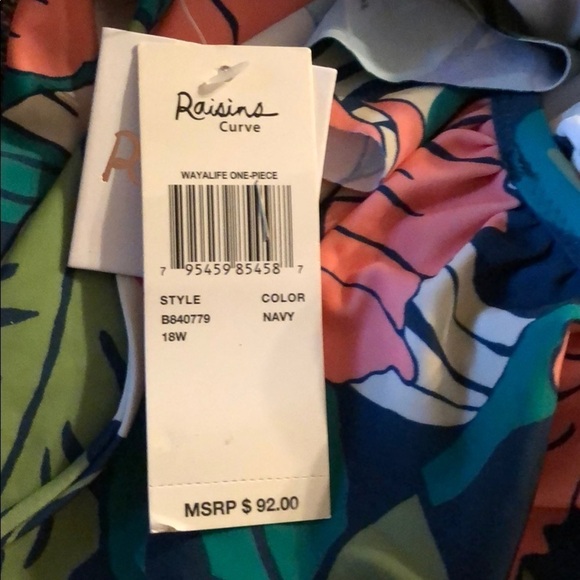 Raisins
Curve
WAYALIFE ONE-PIECE
7 95459 85458 7
STYLE COLOR
B840779 NAVY
18W
MSRP $ 92.00
R